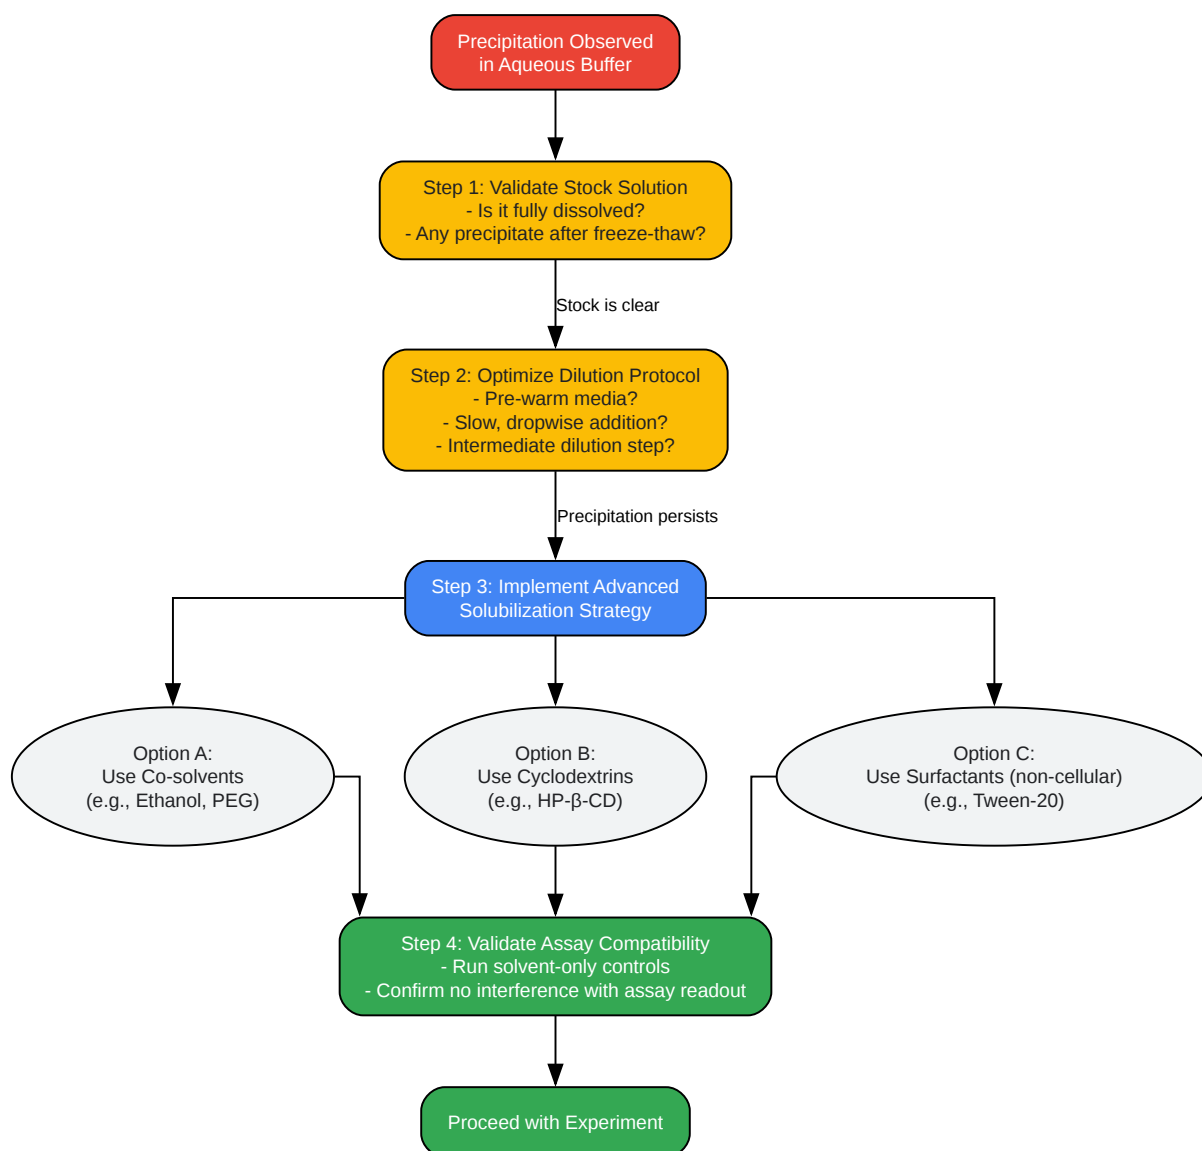 Precipitation Observed
in Aqueous Buffer
Step 1: Validate Stock Solution
- Is it fully dissolved?
- Any precipitate after freeze-thaw?
Stock is clear
Step 2: Optimize Dilution Protocol
- Pre-warm media?
- Slow, dropwise addition?
- Intermediate dilution step?
Precipitation persists
Step 3: Implement Advanced
Solubilization Strategy
Option A:
Use Co-solvents
(e.g., Ethanol, PEG)
Option B:
Use Cyclodextrins
(e.g., HP-β-CD)
Option C:
Use Surfactants (non-cellular)
(e.g., Tween-20)
Step 4: Validate Assay Compatibility
- Run solvent-only controls
- Confirm no interference with assay readout
Proceed with Experiment